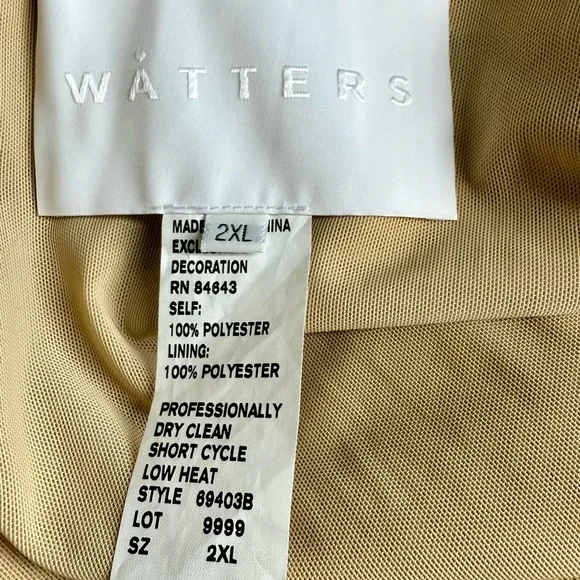 WATTERS
2XL
MADE INA
EXCL
DECORATION
RN 84643
SELF:
100% POLYESTER
LINING:
100% POLYESTER
PROFESSIONALLY
DRY CLEAN
SHORT CYCLE
LOW HEAT
STYLE 69403B
LOT 9999
SZ 2XL